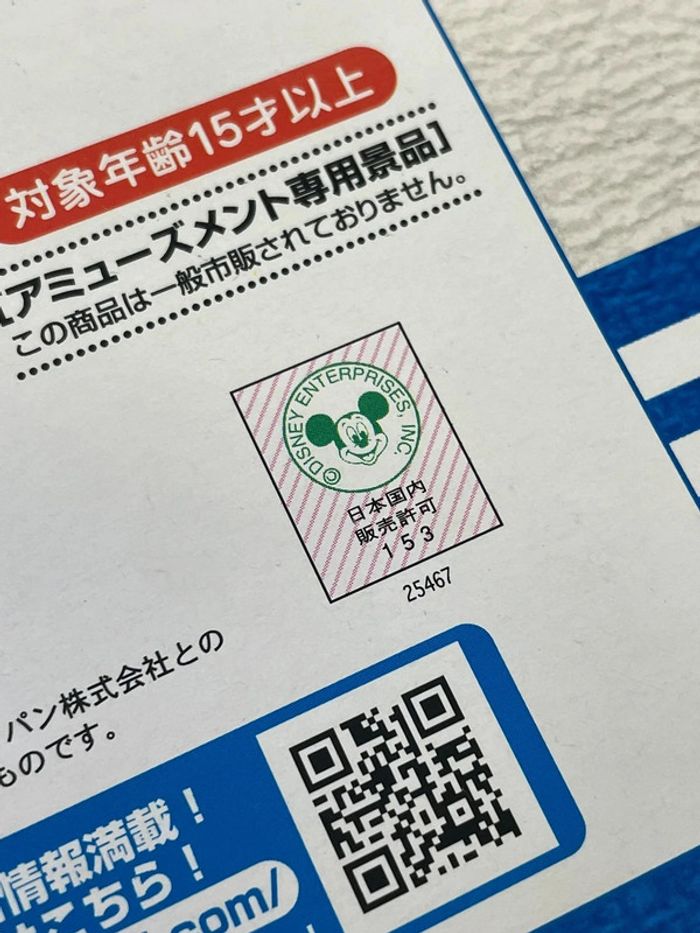 対象年齢15才以上
[アミューズメント専用景品]
この商品は一般市販されておりません。
©DISNEY ENTERPRISES, INC.
日本国内
販売許可
153
25467
パン株式会社との
ものです。
情報満載！
こちら！
.com/